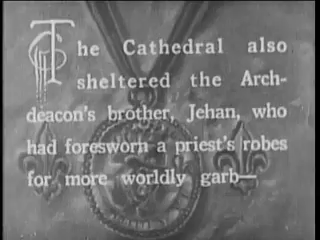 The Cathedral also
sheltered the Arch-
deacon's brother, Jehan, who
had foresworn a priest's robes
for more worldly garb—